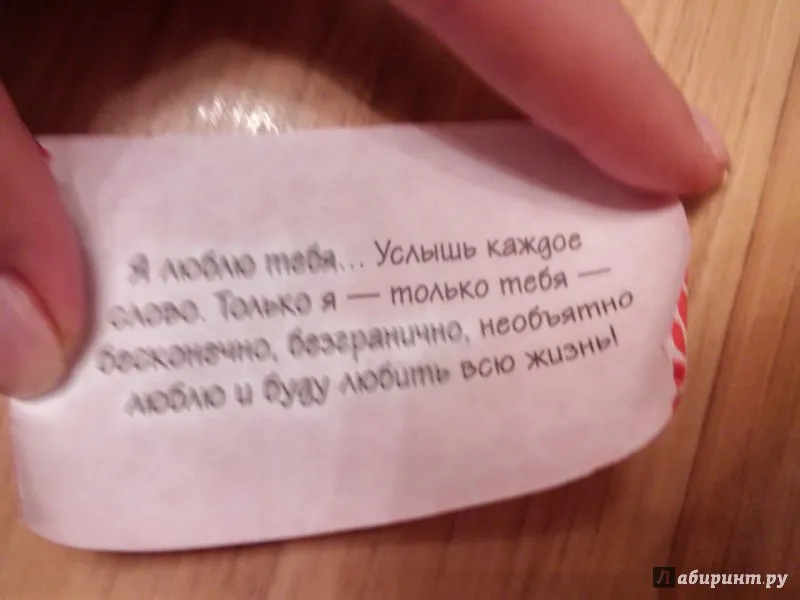 Я люблю тебя... Услышь каждое
слово. Только я — только тебя —
бесконечно, безгранично, необъятно
люблю и буду любить всю жизнь!
Лабиринт.ру